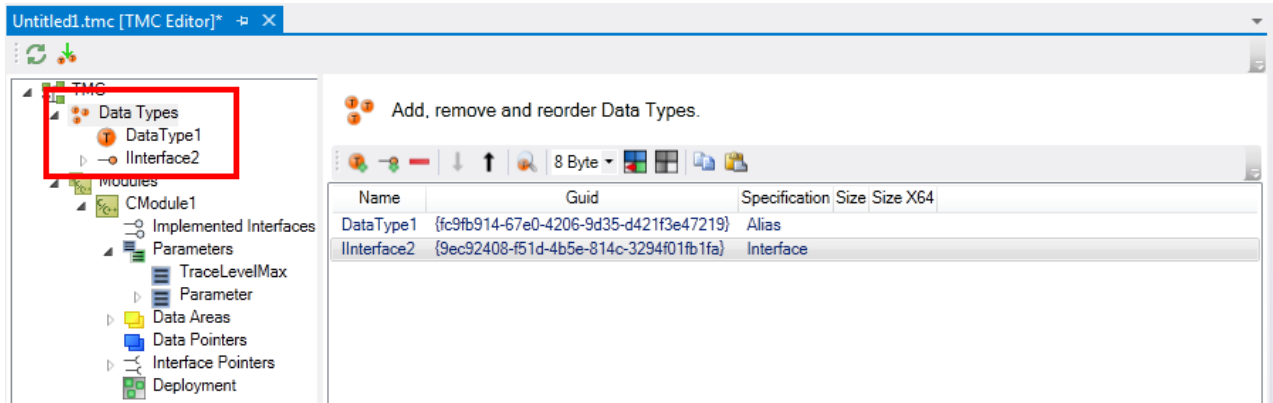 Untitled1.tmc [TMC Editor]*
TMC
Data Types
DataType1
IInterface2
Modules
CModule1
Implemented Interfaces
Parameters
TraceLevelMax
Parameter
Data Areas
Data Pointers
Interface Pointers
Deployment
Add, remove and reorder Data Types.
8 Byte
Name Guid Specification Size Size X64
DataType1 {fc9fb914-67e0-4206-9d35-d421f3e47219} Alias
IInterface2 {9ec92408-f51d-4b5e-814c-3294f01fb1fa} Interface